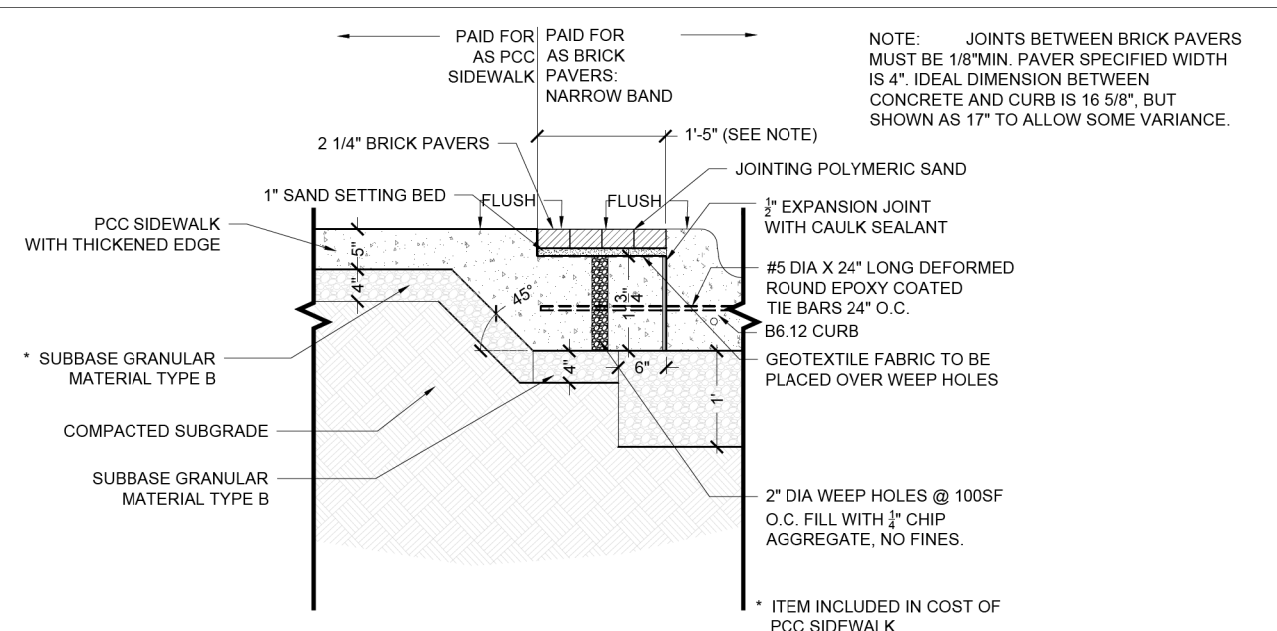 PAID FOR
AS PCC
SIDEWALK
PAID FOR
AS BRICK
PAVERS:
NARROW BAND
NOTE: JOINTS BETWEEN BRICK PAVERS
MUST BE 1/8"MIN. PAVER SPECIFIED WIDTH
IS 4". IDEAL DIMENSION BETWEEN
CONCRETE AND CURB IS 16 5/8", BUT
SHOWN AS 17" TO ALLOW SOME VARIANCE.
1'-5" (SEE NOTE)
2 1/4" BRICK PAVERS
JOINTING POLYMERIC SAND
1" SAND SETTING BED
FLUSH
FLUSH
1/2" EXPANSION JOINT
WITH CAULK SEALANT
PCC SIDEWALK
WITH THICKENED EDGE
5"
4"
45°
#5 DIA X 24" LONG DEFORMED
ROUND EPOXY COATED
TIE BARS 24" O.C.
B6.12 CURB
* SUBBASE GRANULAR
MATERIAL TYPE B
GEOTEXTILE FABRIC TO BE
PLACED OVER WEEP HOLES
4"
6"
1'
COMPACTED SUBGRADE
SUBBASE GRANULAR
MATERIAL TYPE B
2" DIA WEEP HOLES @ 100SF
O.C. FILL WITH 1/4" CHIP
AGGREGATE, NO FINES.
* ITEM INCLUDED IN COST OF
PCC SIDEWALK